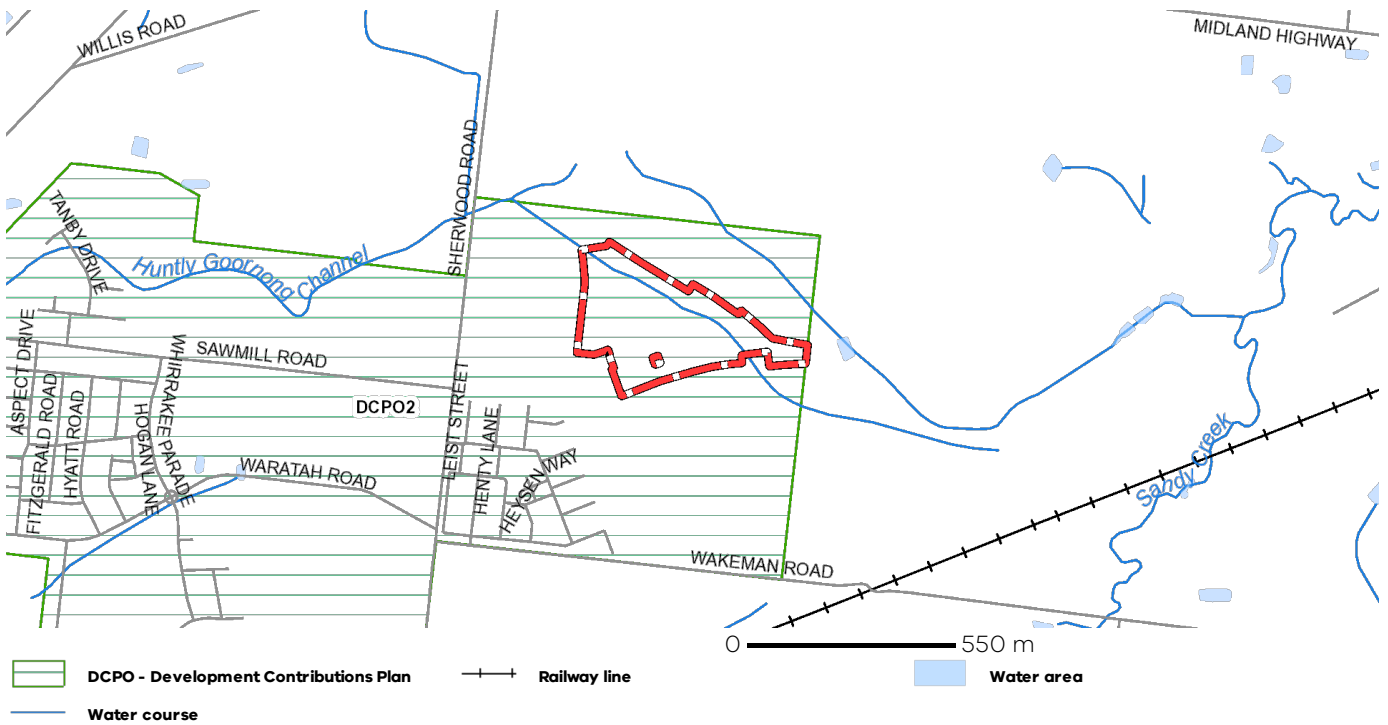 WILLIS ROAD
MIDLAND HIGHWAY
SHERWOOD ROAD
TANBY DRIVE
Huntly Goornong Channel
ASPECT DRIVE
WHIRRAKEE PARADE
SAWMILL ROAD
LEIST STREET
FITZGERALD ROAD
HYATT ROAD
HOGAN LANE
DCPO2
HENTY LANE
HEYSEN WAY
WARATAH ROAD
Sandy Creek
WAKEMAN ROAD
0 550 m
DCPO - Development Contributions Plan
Railway line
Water area
Water course